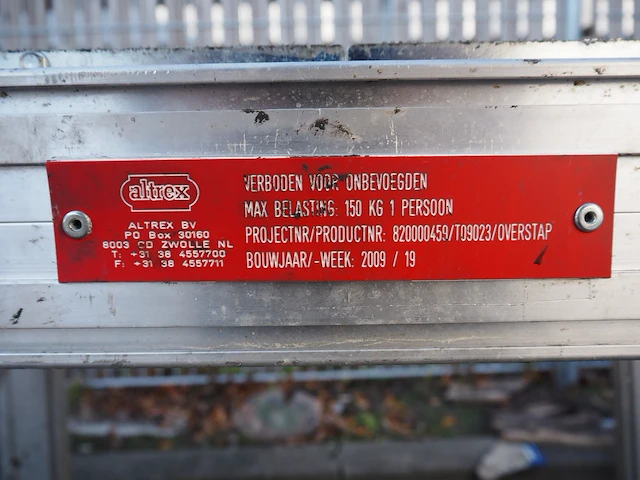 altrex
ALTREX BV
PO Box 30160
8003 CD ZWOLLE NL
T: +31 38 4557700
F: +31 38 4557711
VERBODEN VOOR ONBEVOEGDEN
MAX BELASTING: 150 KG 1 PERSOON
PROJECTNR/PRODUCTNR: 820000459/T09023/OVERSTAP
BOUWJAAR/-WEEK: 2009 / 19